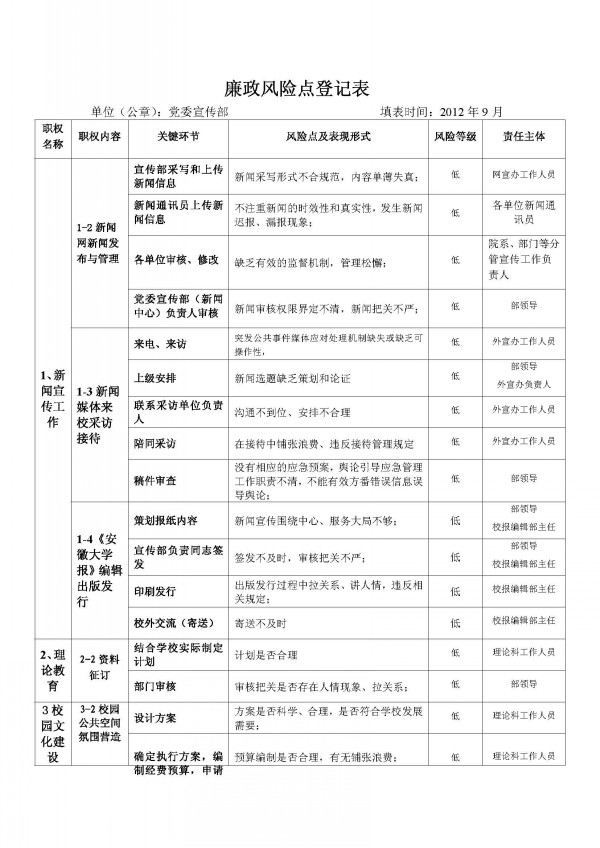 廉政风险点登记表
单位（公章）：党委宣传部 填表时间：2012 年 9 月
职权
名称
职权内容
关键环节
风险点及表现形式
风险等级
责任主体
1、新
闻宣
传工
作
1-2 新闻
网新闻发
布与管理
宣传部采写和上传
新闻信息
新闻采写形式不合规范，内容单薄失真；
低
网宣办工作人员
新闻通讯员上传新
闻信息
不注重新闻的时效性和真实性，发生新闻
迟报、漏报现象；
低
各单位新闻通
讯员
各单位审核、修改
缺乏有效的监督机制，管理松懈；
低
院系、部门等分
管宣传工作负
责人
党委宣传部（新闻
中心）负责人审核
新闻审核权限界定不清，新闻把关不严；
低
部领导
1-3 新闻
媒体来
校采访
接待
来电、来访
突发公共事件媒体应对处理机制缺失或缺乏可
操作性，
低
外宣办工作人员
上级安排
新闻选题缺乏策划和论证
低
部领导
外宣办负责人
联系采访单位负责
人
沟通不到位、安排不合理
低
外宣办工作人员
陪同采访
在接待中铺张浪费、违反接待管理规定
低
外宣办工作人员
稿件审查
没有相应的应急预案，舆论引导应急管理
工作职责不清，不能有效方番错误信息误
导舆论；
低
部领导
1-4《安
徽大学
报》编辑
出版发
行
策划报纸内容
新闻宣传围绕中心、服务大局不够；
低
部领导
校报编辑部主任
宣传部负责同志签
发
签发不及时，审核把关不严；
低
部领导
校报编辑部主任
印刷发行
出版发行过程中拉关系、讲人情，违反相
关规定；
低
校报编辑部主任
校外交流（寄送）
寄送不及时
低
校报编辑部主任
2、理
论教
育
2-2 资料
征订
结合学校实际制定
计划
计划是否合理
低
理论科工作人员
部门审核
审核把关是否存在人情现象、拉关系；
低
部领导
3 校
园文
化建
设
3-2 校园
公共空间
氛围营造
设计方案
方案是否科学、合理，是否符合学校发展
需要；
低
理论科工作人员
确定执行方案，编
制经费预算，申请
预算编制是否合理，有无铺张浪费；
低
理论科工作人员